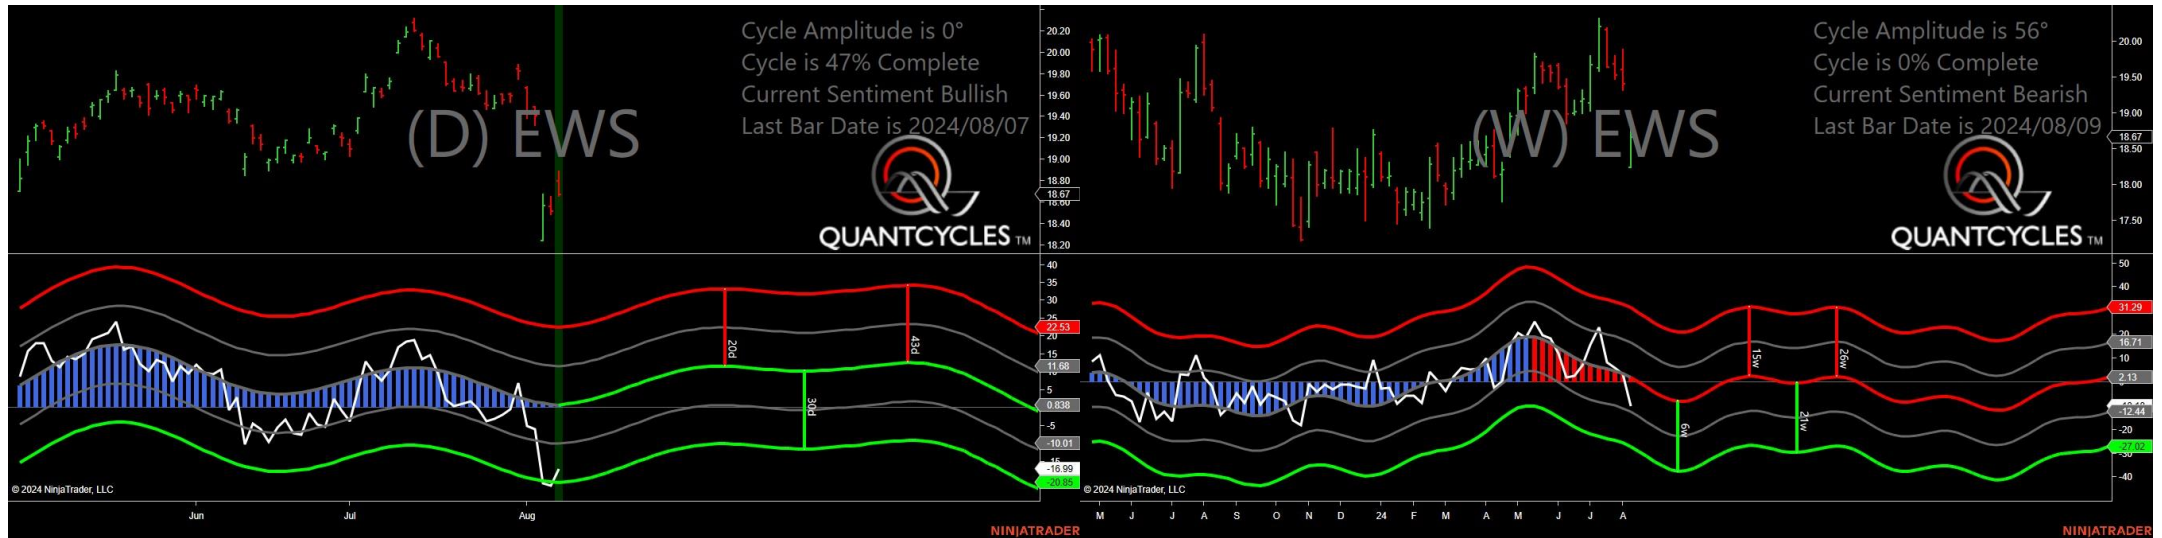 Cycle Amplitude is 0°
Cycle is 47% Complete
Current Sentiment Bullish
Last Bar Date is 2024/08/07
(D) EWS
QUANTCYCLES TM
20.20
20.00
19.80
19.60
19.40
19.20
19.00
18.80
18.67
18.60
18.40
18.20
40
35
30
25
22.53
20
15
11.68
5
0.838
-5
-10.01
-16.99
-20.85
20d
30d
43d
© 2024 NinjaTrader, LLC
Jun
Jul
Aug
NINJATRADER
Cycle Amplitude is 56°
Cycle is 0% Complete
Current Sentiment Bearish
Last Bar Date is 2024/08/09
(W) EWS
QUANTCYCLES TM
20.00
19.50
19.00
18.67
18.50
18.00
17.50
50
40
31.29
20
16.71
10
2.13
-12.44
-20
-27.02
-30
-40
6w
15w
21w
26w
© 2024 NinjaTrader, LLC
M J J A S O N D 24 F M A M J J A
NINJATRADER